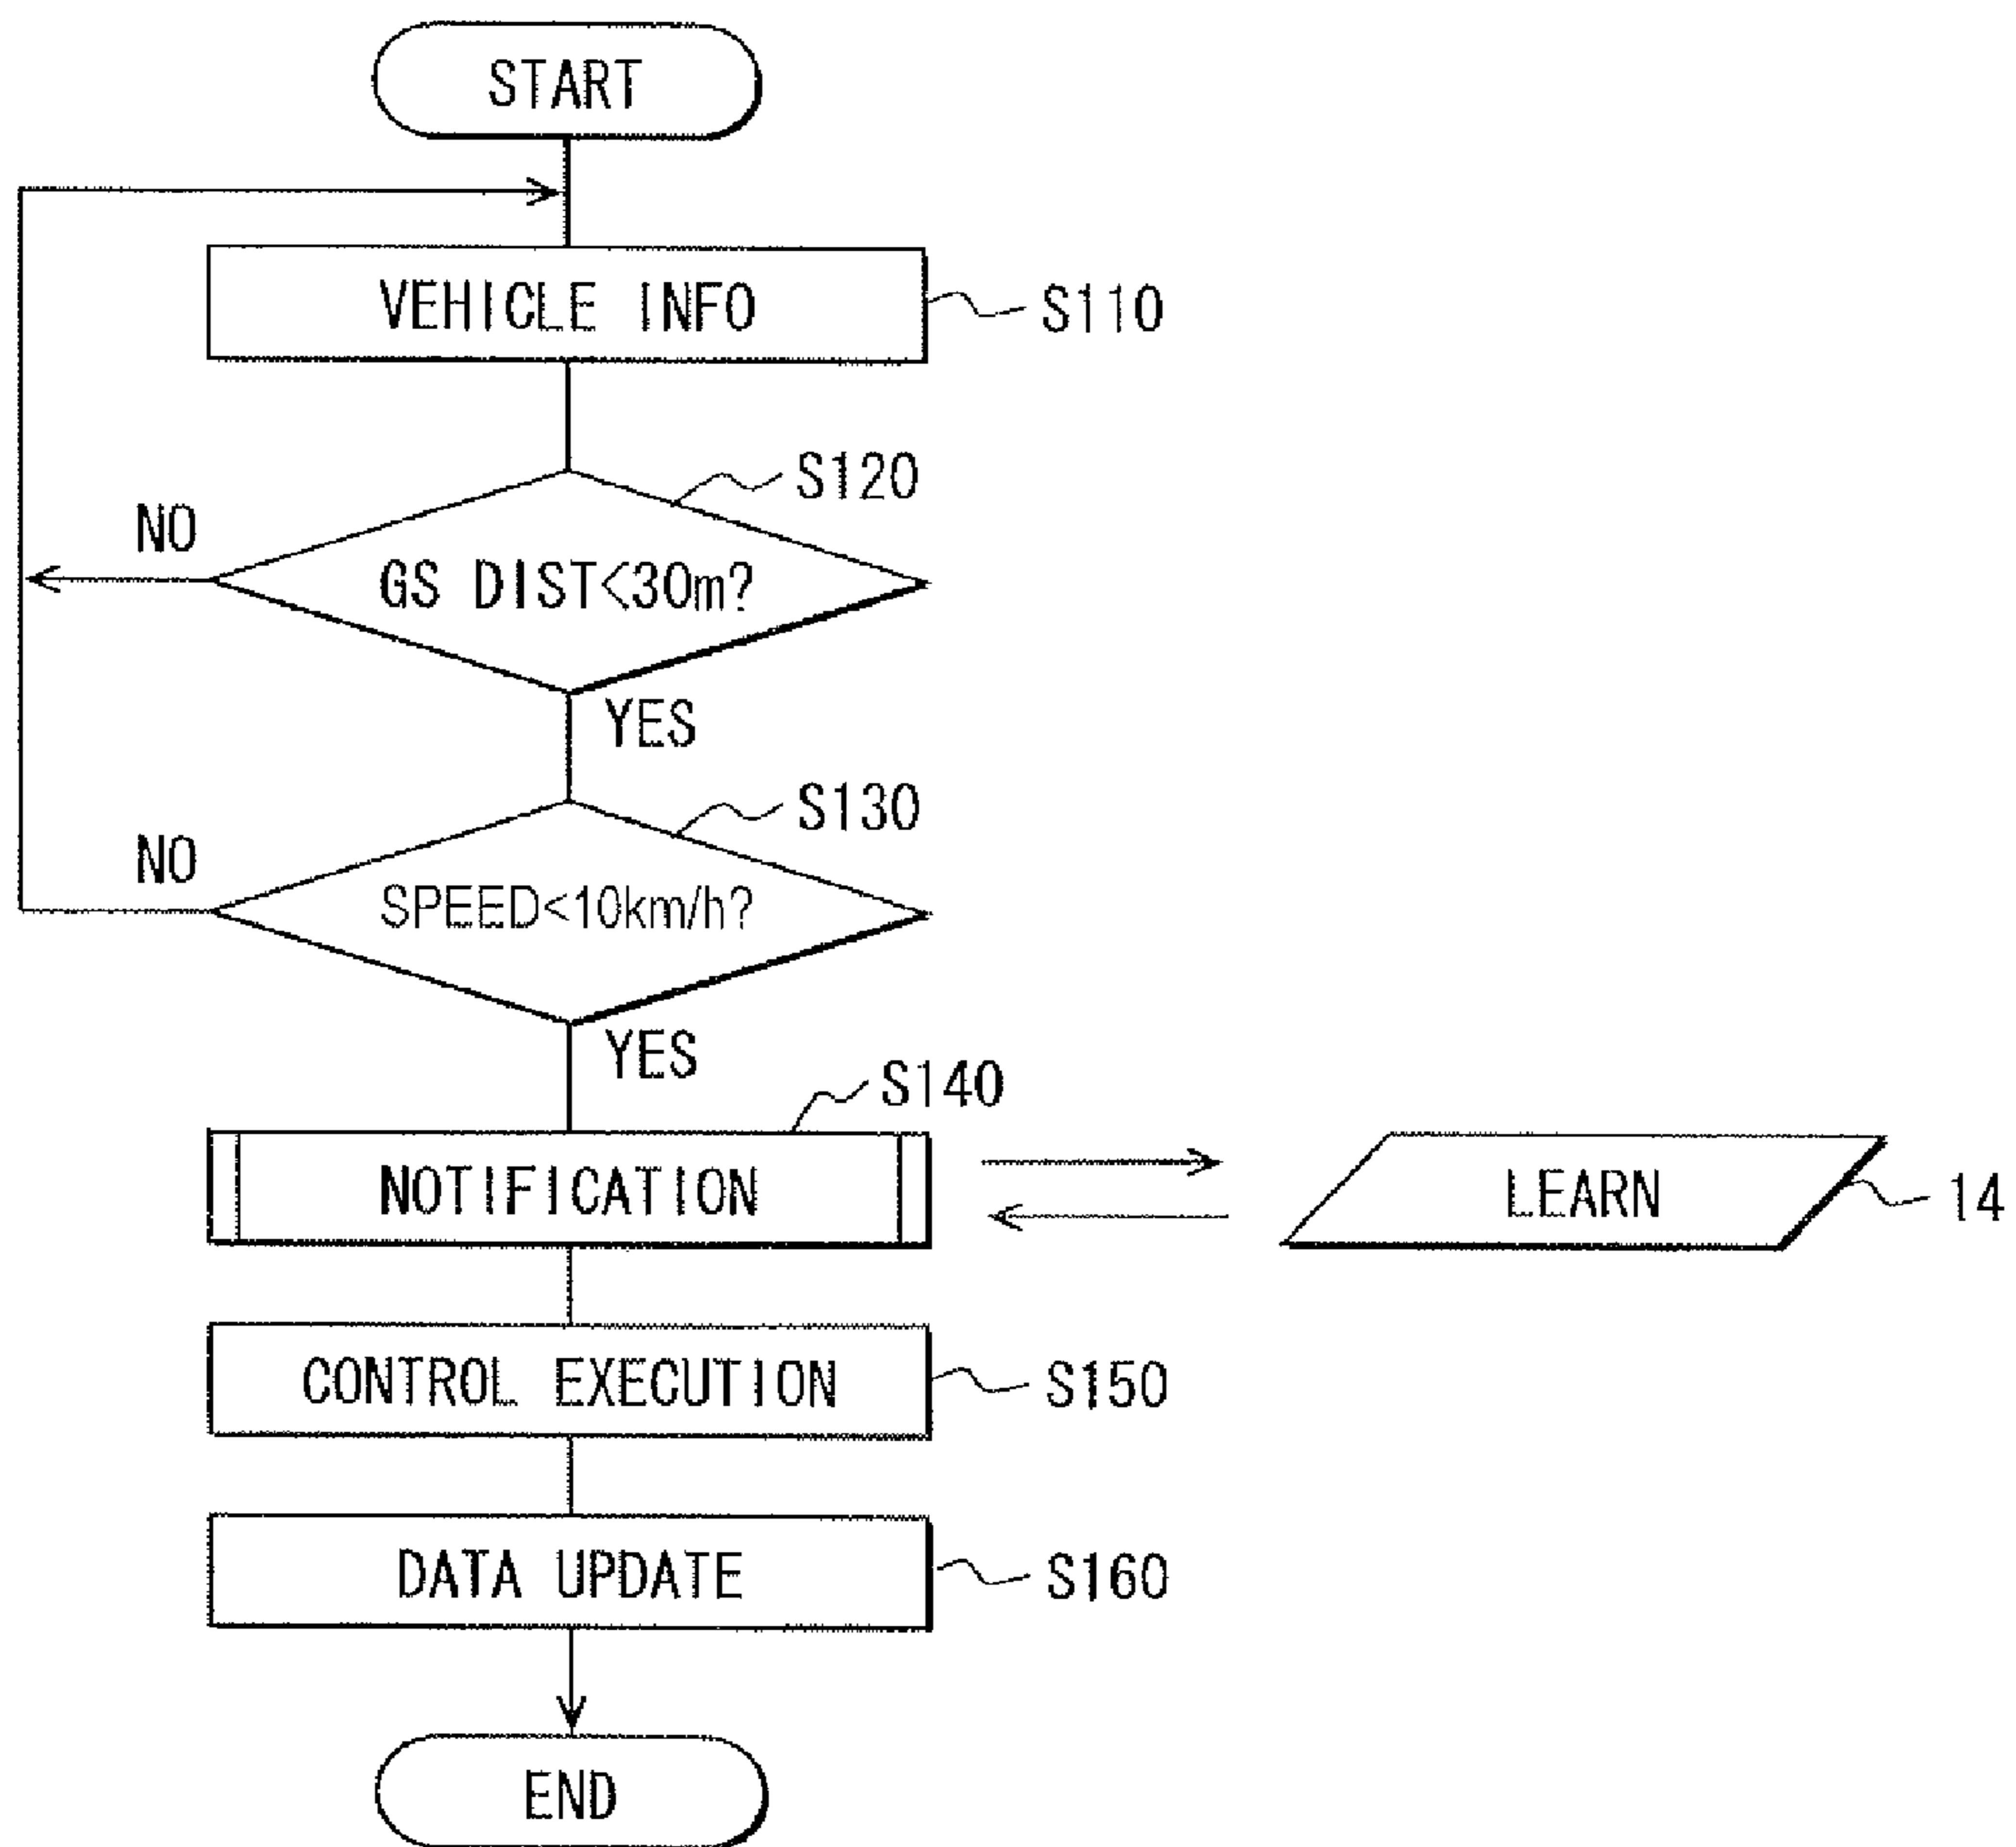 START
VEHICLE INFO
S110
S120
NO
GS DIST<30m?
YES
S130
NO
SPEED<10km/h?
YES
S140
NOTIFICATION
LEARN
14
CONTROL EXECUTION
S150
DATA UPDATE
S160
END